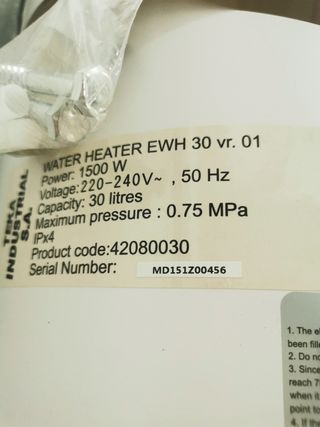 TEKA
INDUSTRIAL
S.A.
WATER HEATER EWH 30 vr. 01
Power: 1500 W
Voltage:220-240V~ , 50 Hz
Capacity: 30 litres
Maximum pressure : 0.75 MPa
IPx4
Product code:42080030
Serial Number: MD151Z00456
1. The el
been fille
2. Do no
3. Since
reach 7
when it
point to
4. If the